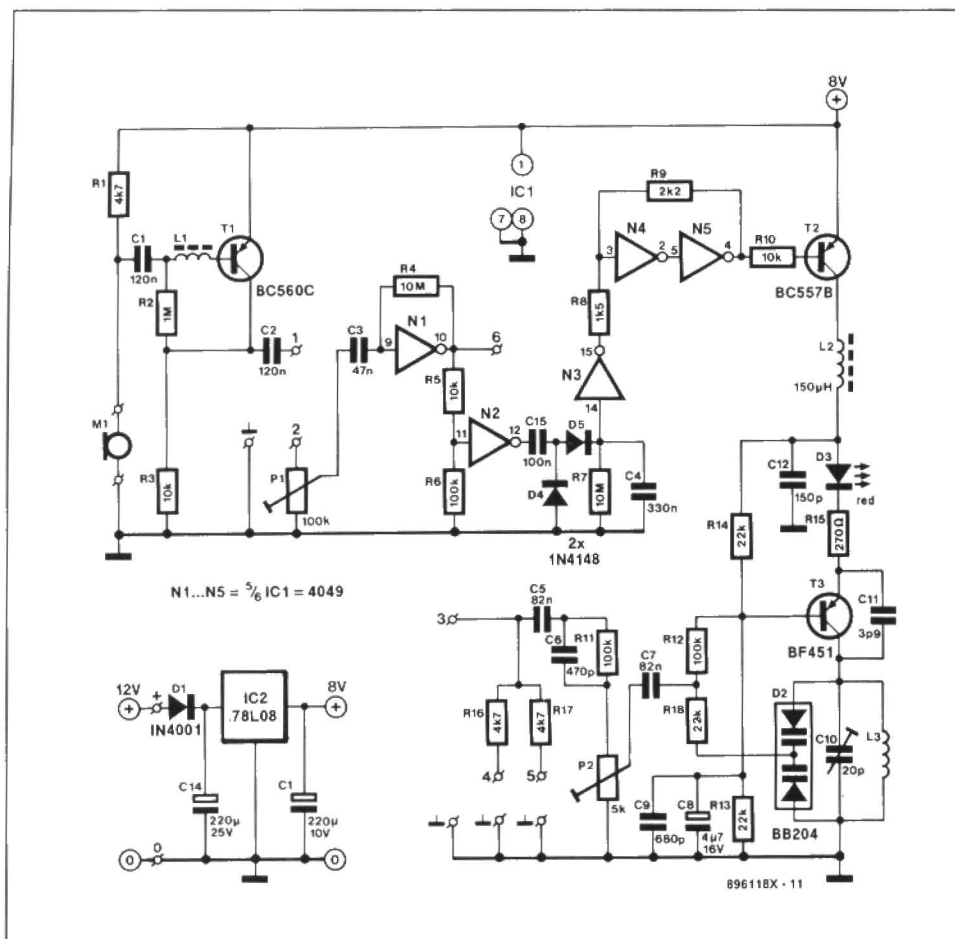 8V
+
R1
4k7
C1
120n
L1
T1
BC560C
R2
1M
C2
120n
1
M1
R3
10k
2
P1
100k
1
IC1
7 8
R4
10M
C3
47n
N1
9
10
6
R5
10k
N2
11
12
R6
100k
C15
100n
D5
D4
R7
10M
C4
330n
2x
1N4148
N3
15
14
R8
1k5
R9
2k2
N4
3
2
N5
5
4
R10
10k
T2
BC557B
L2
150µH
C12
150p
D3
red
R15
270Ω
R14
22k
T3
BF451
C11
3p9
N1...N5 = 5/6 IC1 = 4049
12V
+
+
D1
1N4001
IC2
78L08
8V
+
C14
220µ
25V
C1
220µ
10V
0
0
0
3
C5
82n
C6
470p
R11
100k
R16
4k7
R17
4k7
4
5
P2
5k
C7
82n
R12
100k
R18
22k
C9
680p
C8
4µ7
16V
R13
22k
D2
BB204
C10
20p
L3
896118X - 11